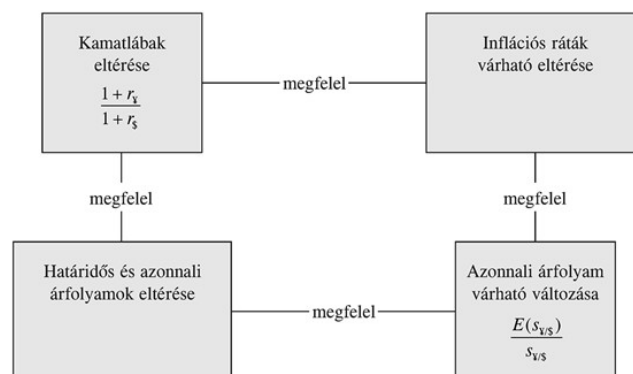 Kamatlábak
eltérése
1 + r¥
1 + r$
megfelel
Inflációs ráták
várható eltérése
megfelel
megfelel
Határidős és azonnali
árfolyamok eltérése
megfelel
Azonnali árfolyam
várható változása
E(s¥/$)
s¥/$